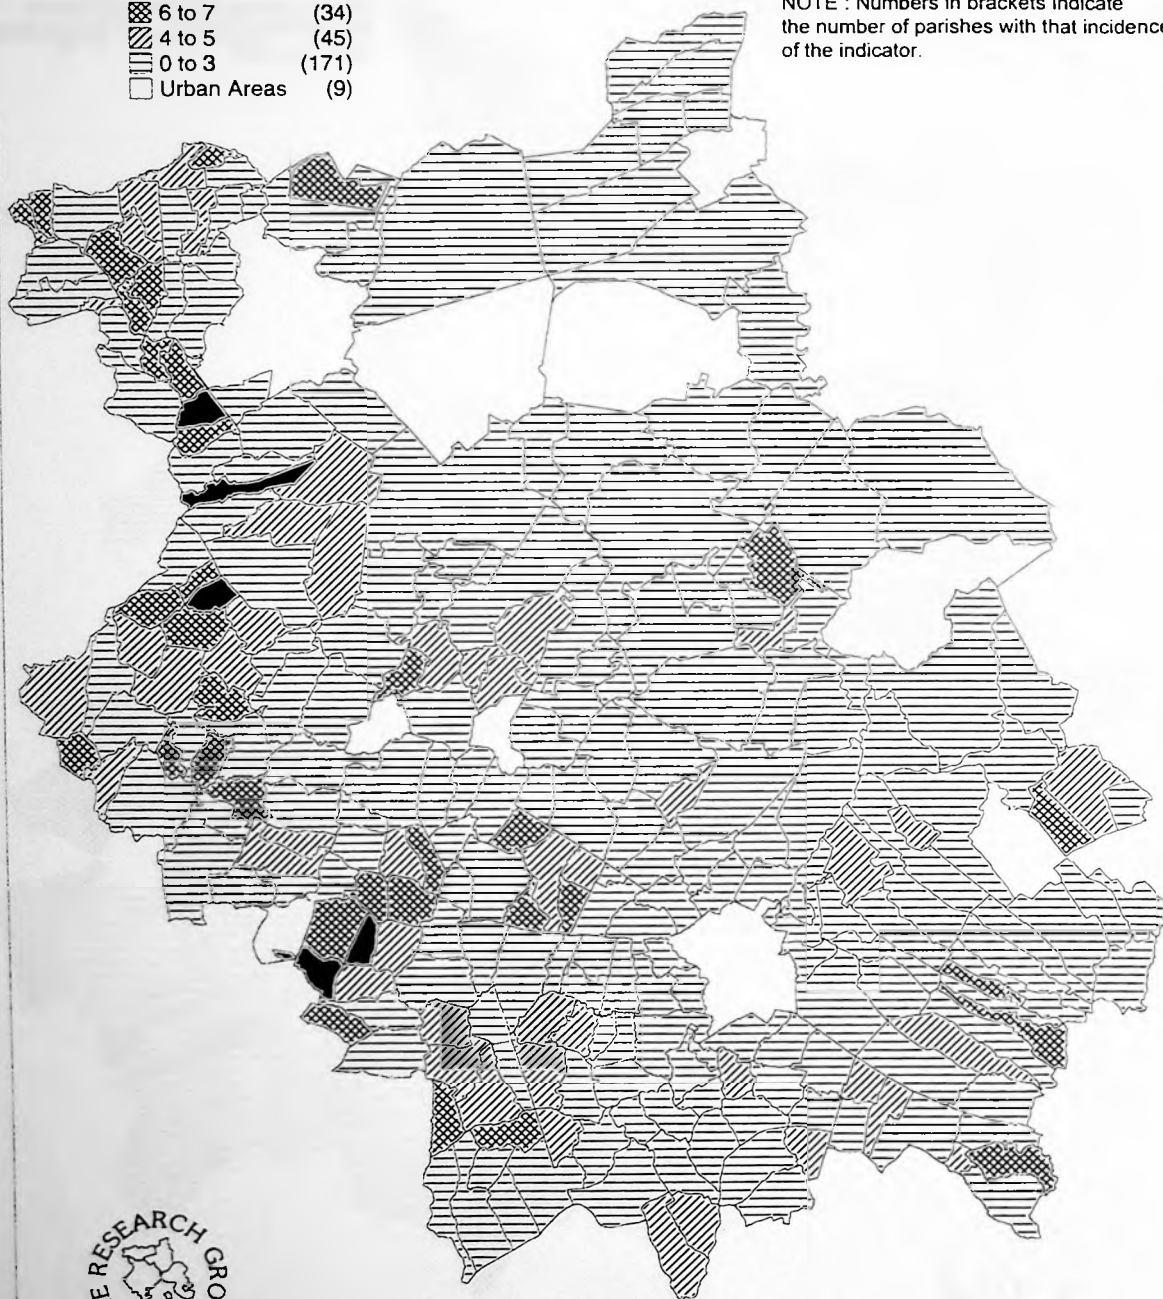 6 to 7 (34)
4 to 5 (45)
0 to 3 (171)
Urban Areas (9)
NOTE : Numbers in brackets indicate
the number of parishes with that incidence
of the indicator.
RESEARCH